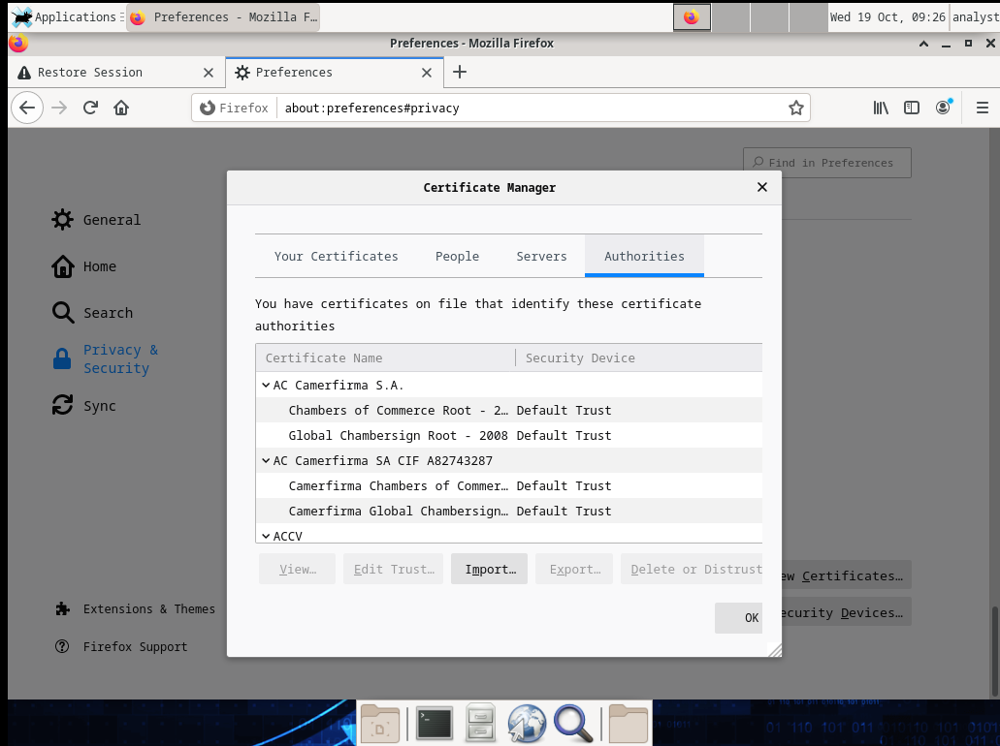 Applications
Preferences - Mozilla F…
Wed 19 Oct, 09:26
analyst
Preferences - Mozilla Firefox
Restore Session
Preferences
Firefox
about:preferences#privacy
Find in Preferences
General
Home
Search
Privacy &
Security
Sync
Extensions & Themes
Firefox Support
Certificate Manager
Your Certificates
People
Servers
Authorities
You have certificates on file that identify these certificate
authorities
Certificate Name
Security Device
AC Camerfirma S.A.
Chambers of Commerce Root - 2… Default Trust
Global Chambersign Root - 2008 Default Trust
AC Camerfirma SA CIF A82743287
Camerfirma Chambers of Commer… Default Trust
Camerfirma Global Chambersign… Default Trust
ACCV
View…
Edit Trust…
Import…
Export…
Delete or Distrust
OK
ew Certificates…
ecurity Devices…